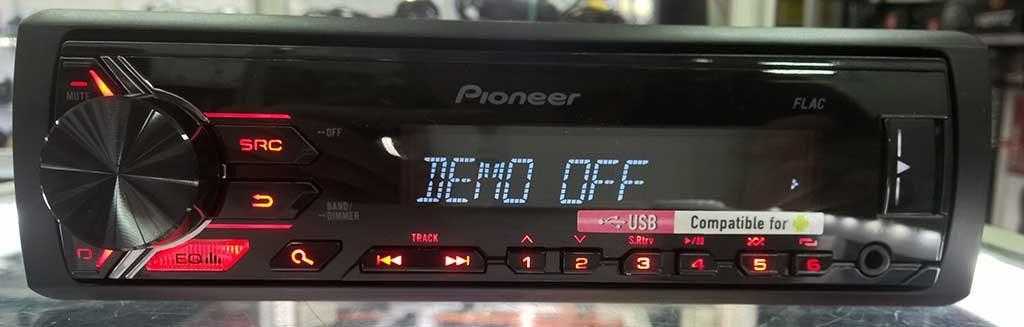 Pioneer
FLAC
MUTE
SRC
OFF
DEMO OFF
BAND/
DIMMER
USB
Compatible for
TRACK
S.Rtrv
EQ
1
2
3
4
5
6